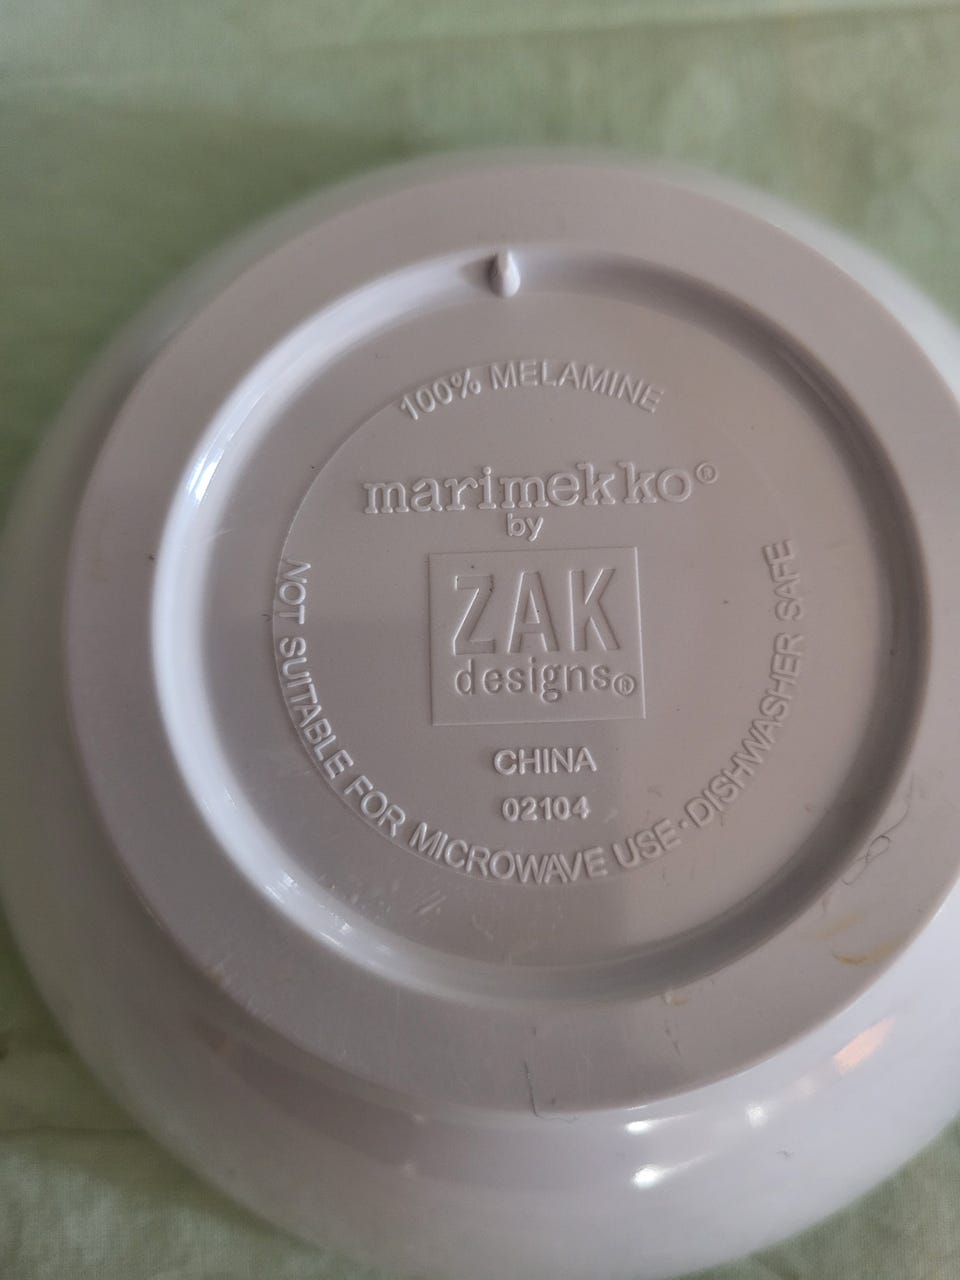 100% MELAMINE
marimekko®
by
ZAK
designs®
CHINA
02104
NOT SUITABLE FOR MICROWAVE USE · DISHWASHER SAFE